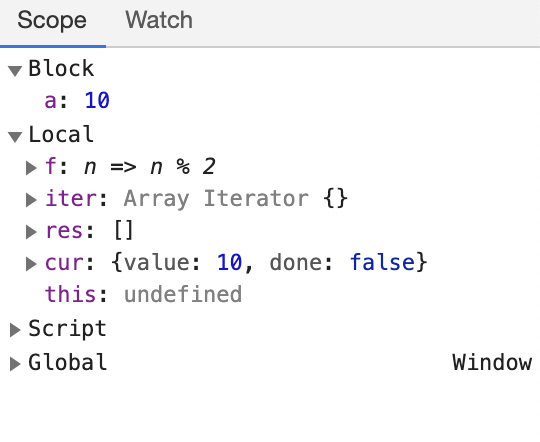 Scope Watch
Block
a: 10
Local
f: n => n % 2
iter: Array Iterator {}
res: []
cur: {value: 10, done: false}
this: undefined
Script
Global Window